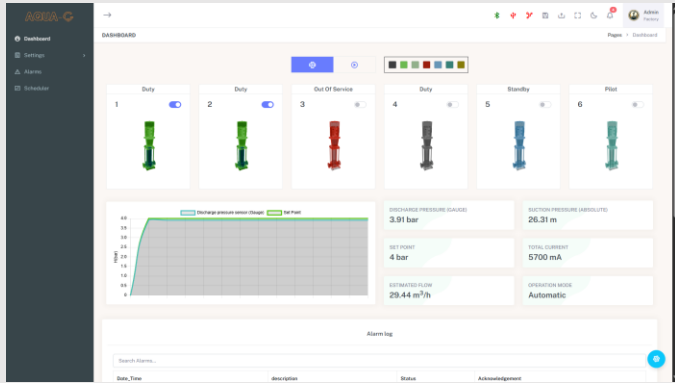 AQUA-C
Admin
Factory
Dashboard
Settings
Alarms
Scheduler
DASHBOARD
Pages
Dashboard
Duty
Duty
Out Of Service
Duty
Standby
Pilot
1
2
3
4
5
6
Discharge pressure sensor (Gauge)
Set Point
4.0
3.5
3.0
2.5
2.0
1.5
1.0
0.5
0
H(bar)
DISCHARGE PRESSURE (GAUGE)
3.91 bar
SUCTION PRESSURE (ABSOLUTE)
26.31 m
SET POINT
4 bar
TOTAL CURRENT
5700 mA
ESTIMATED FLOW
29.44 m³/h
OPERATION MODE
Automatic
Alarm log
Search Alarms...
Date_Time
description
Status
Acknowledgement